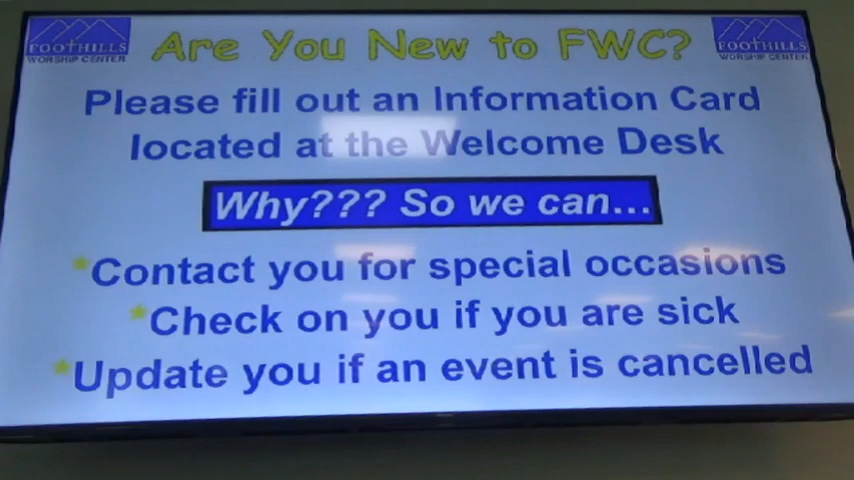 FOOTHILLS
WORSHIP CENTER
Are You New to FWC?
FOOTHILLS
WORSHIP CENTER
Please fill out an Information Card
located at the Welcome Desk
Why??? So we can...
*Contact you for special occasions
*Check on you if you are sick
*Update you if an event is cancelled